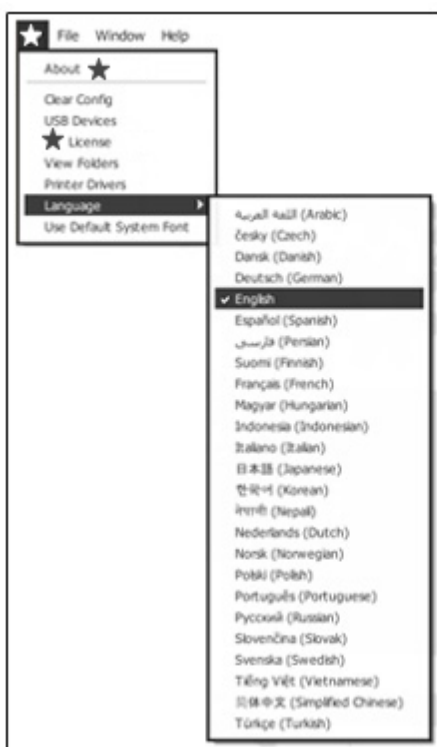 File Window Help
About
Clear Config
USB Devices
License
View Folders
Printer Drivers
Language
Use Default System Font
اللغة العربية (Arabic)
česky (Czech)
Dansk (Danish)
Deutsch (German)
English
Español (Spanish)
فارسی (Persian)
Suomi (Finnish)
Français (French)
Magyar (Hungarian)
Indonesia (Indonesian)
Italiano (Italian)
日本語 (Japanese)
한국어 (Korean)
नेपाली (Nepali)
Nederlands (Dutch)
Norsk (Norwegian)
Polski (Polish)
Português (Portuguese)
Русский (Russian)
Slovenčina (Slovak)
Svenska (Swedish)
Tiếng Việt (Vietnamese)
简体中文 (Simplified Chinese)
Türkçe (Turkish)